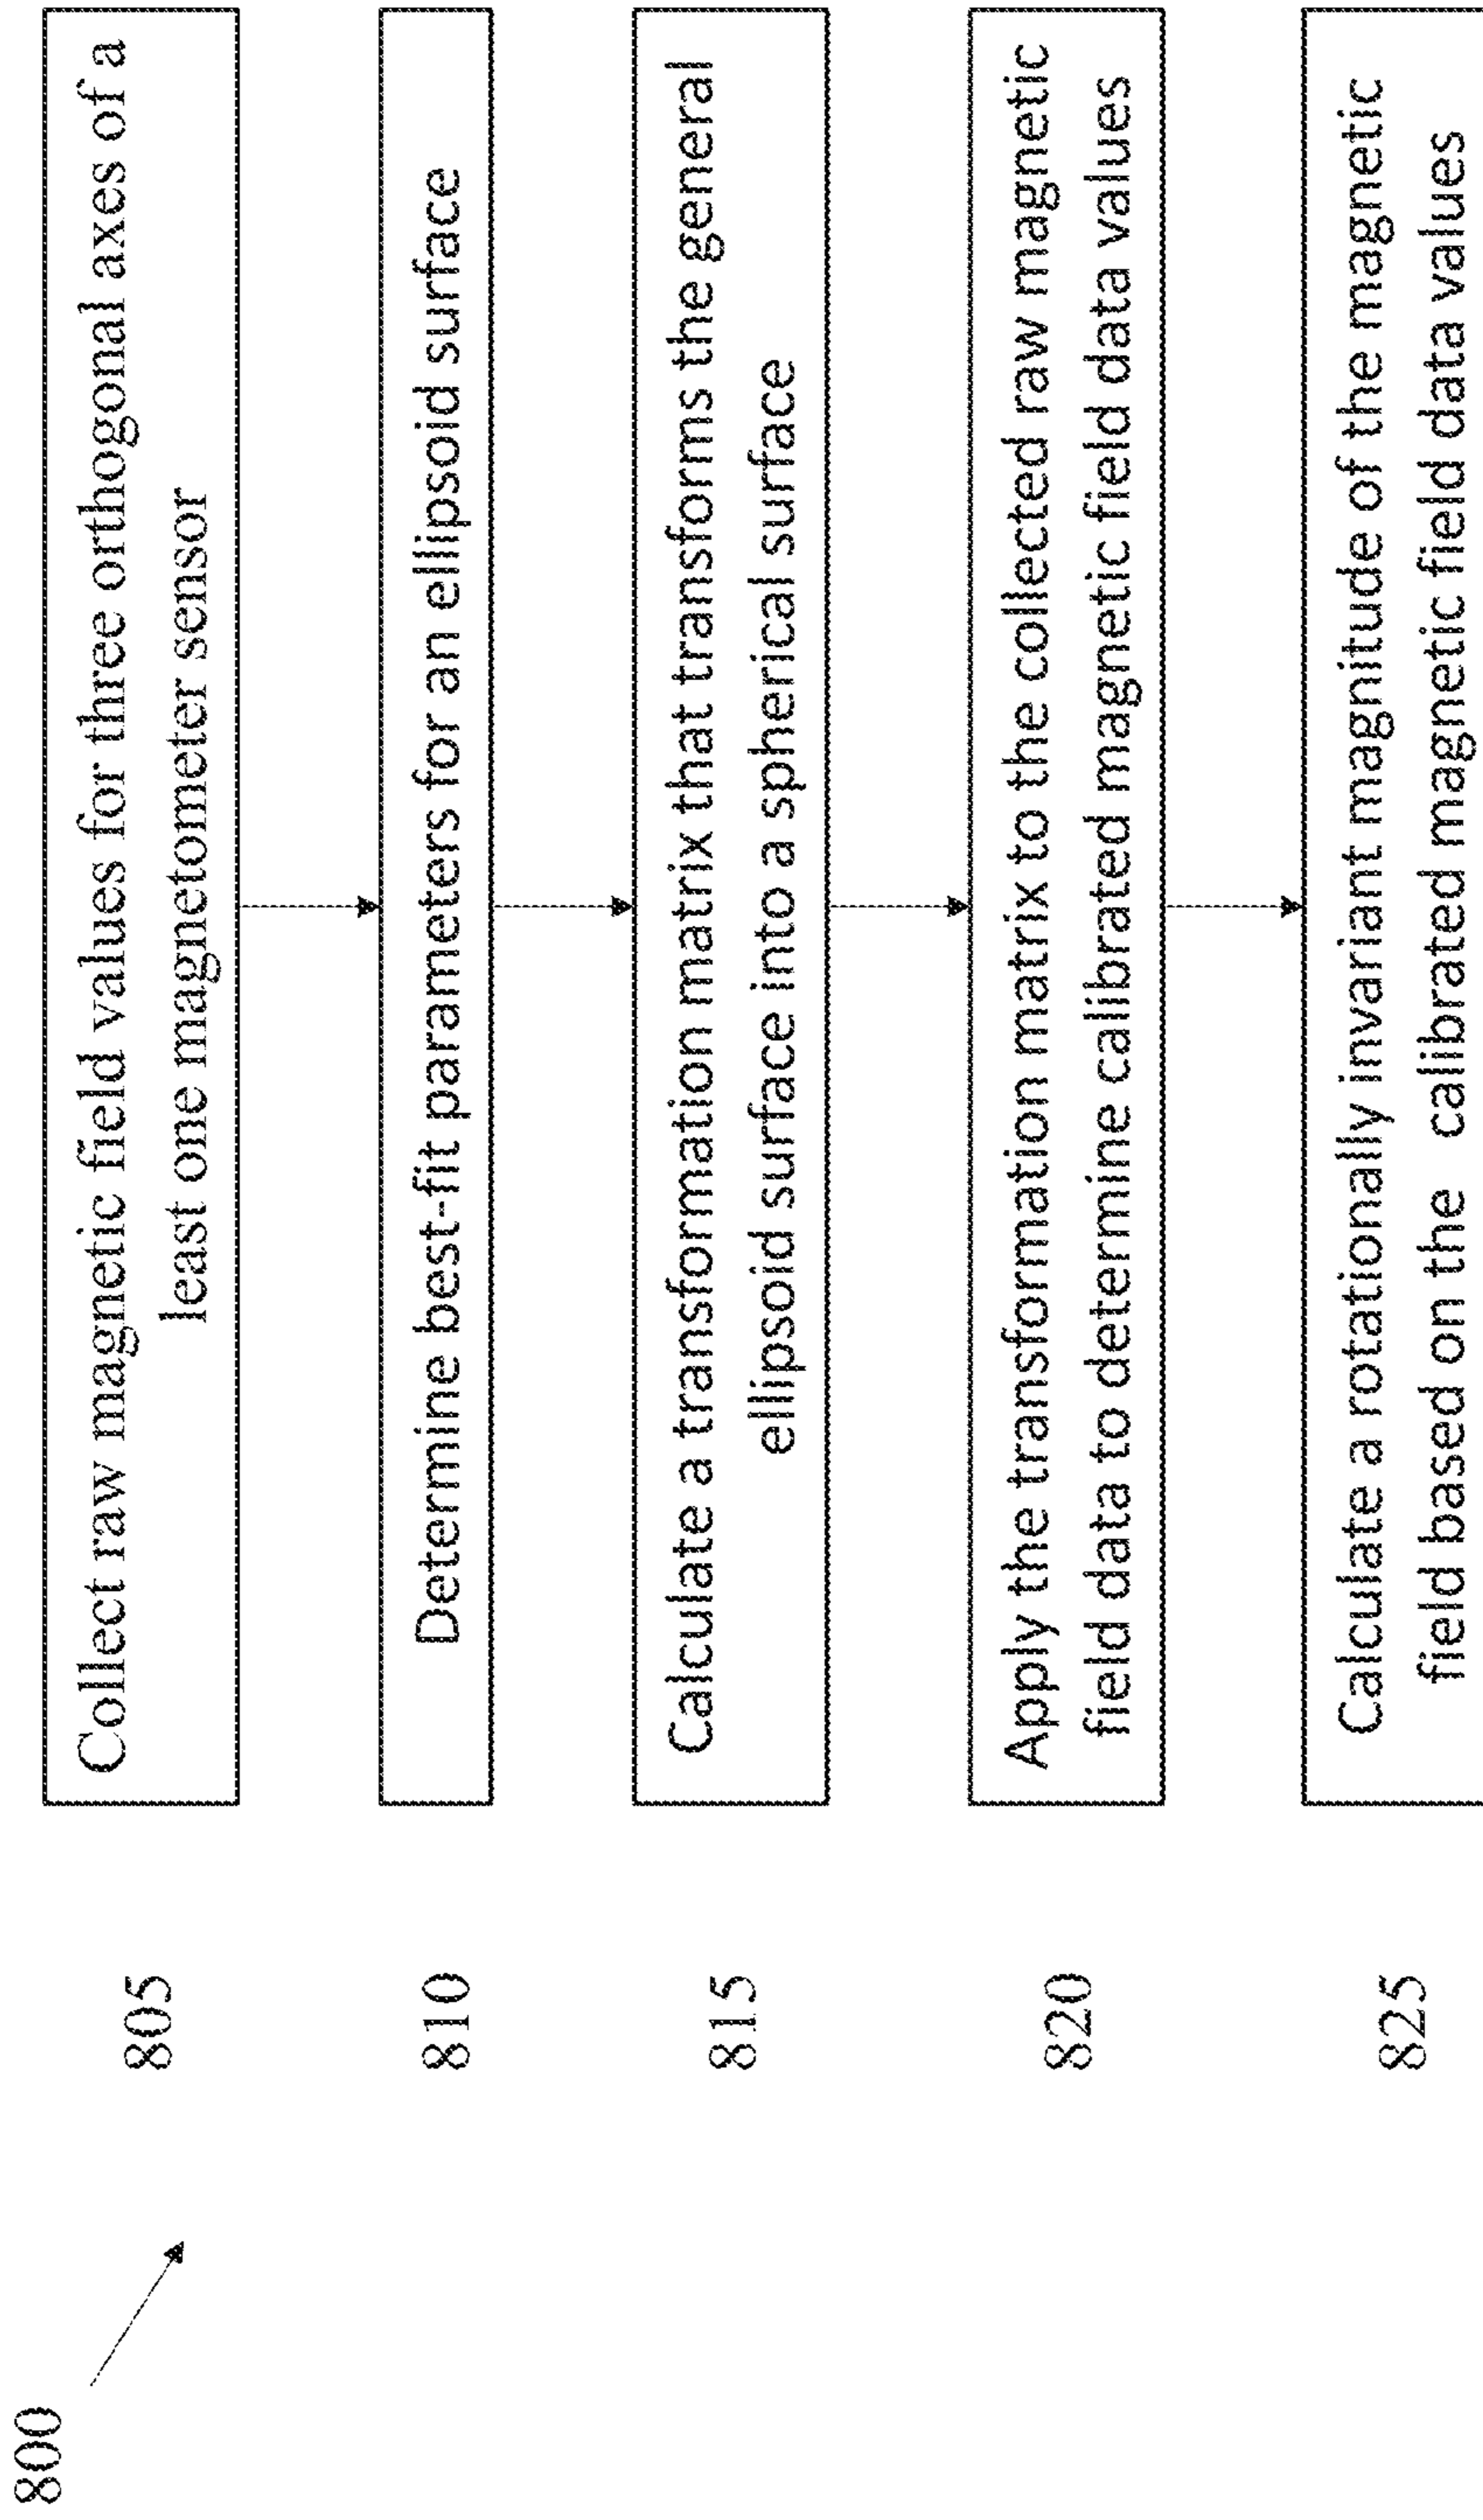 800
805
Collect raw magnetic field values for three orthogonal axes of a
least one magnetometer sensor
810
Determine best-fit parameters for an ellipsoid surface
815
Calculate a transformation matrix that transforms the general
ellipsoid surface into a spherical surface
820
Apply the transformation matrix to the collected raw magnetic
field data to determine calibrated magnetic field data values
825
Calculate a rotationally invariant magnitude of the magnetic
field based on the calibrated magnetic field data values